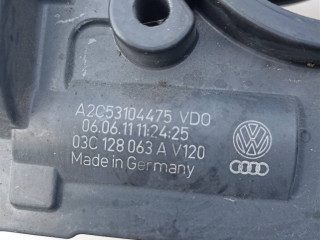 A2C53104475 VDO
06.06.11 11:24:25
03C 128 063 A V120
Made in Germany